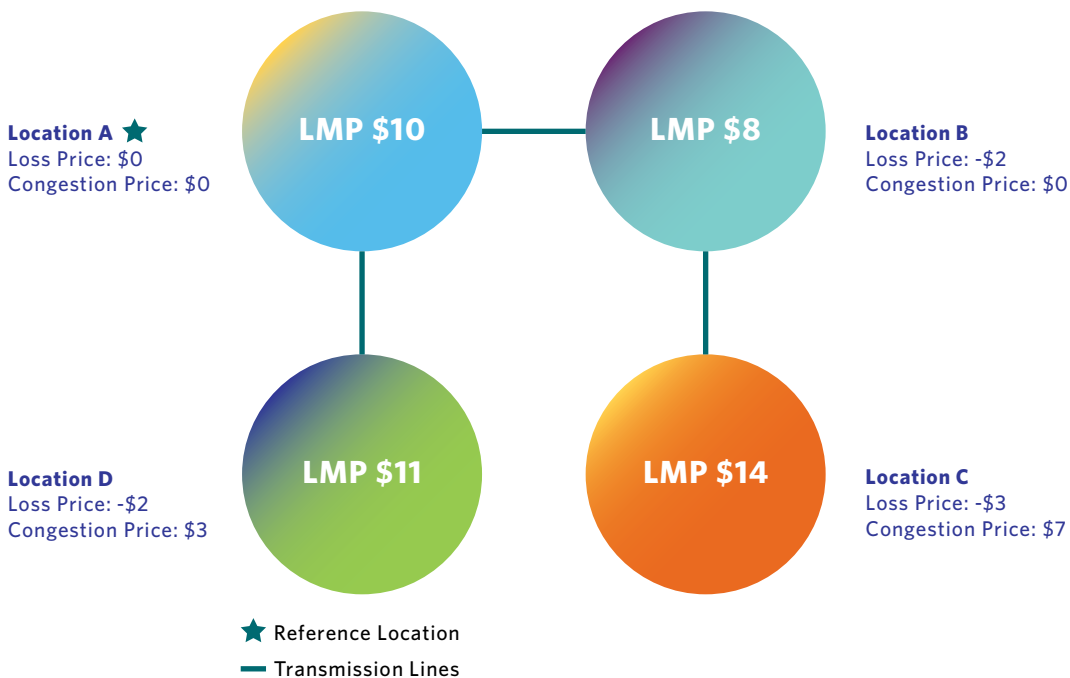 LMP $10
LMP $8
Location A
Loss Price: $0
Congestion Price: $0
Location B
Loss Price: -$2
Congestion Price: $0
LMP $11
LMP $14
Location D
Loss Price: -$2
Congestion Price: $3
Location C
Loss Price: -$3
Congestion Price: $7
Reference Location
Transmission Lines